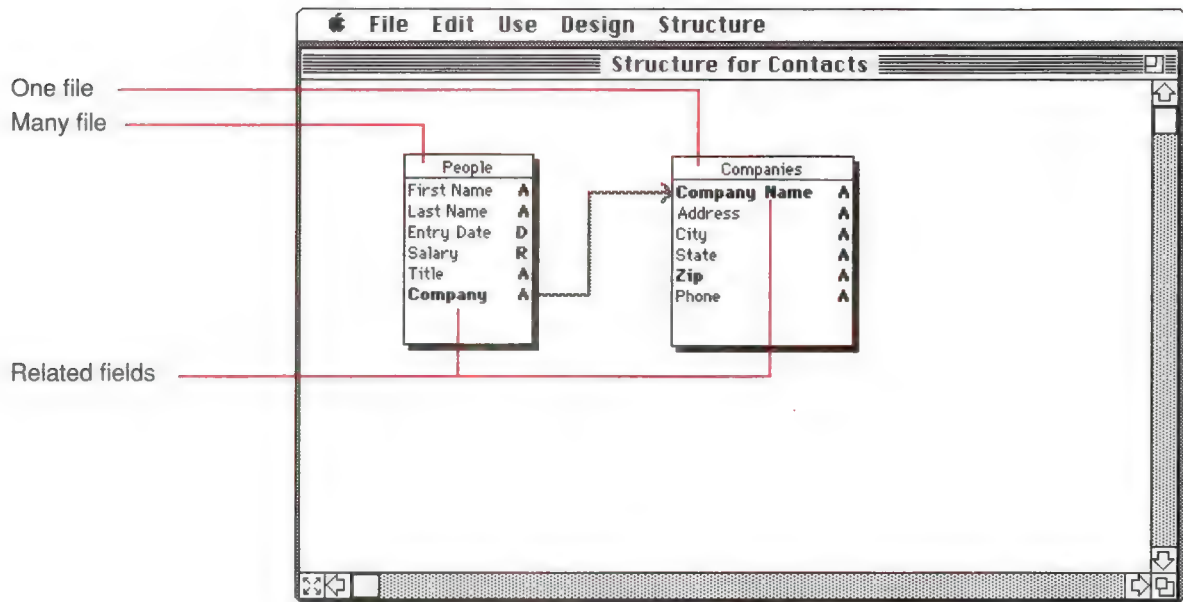 File Edit Use Design Structure
Structure for Contacts
One file
Many file
People
First Name A
Last Name A
Entry Date D
Salary R
Title A
Company A
Companies
Company Name A
Address A
City A
State A
Zip A
Phone A
Related fields